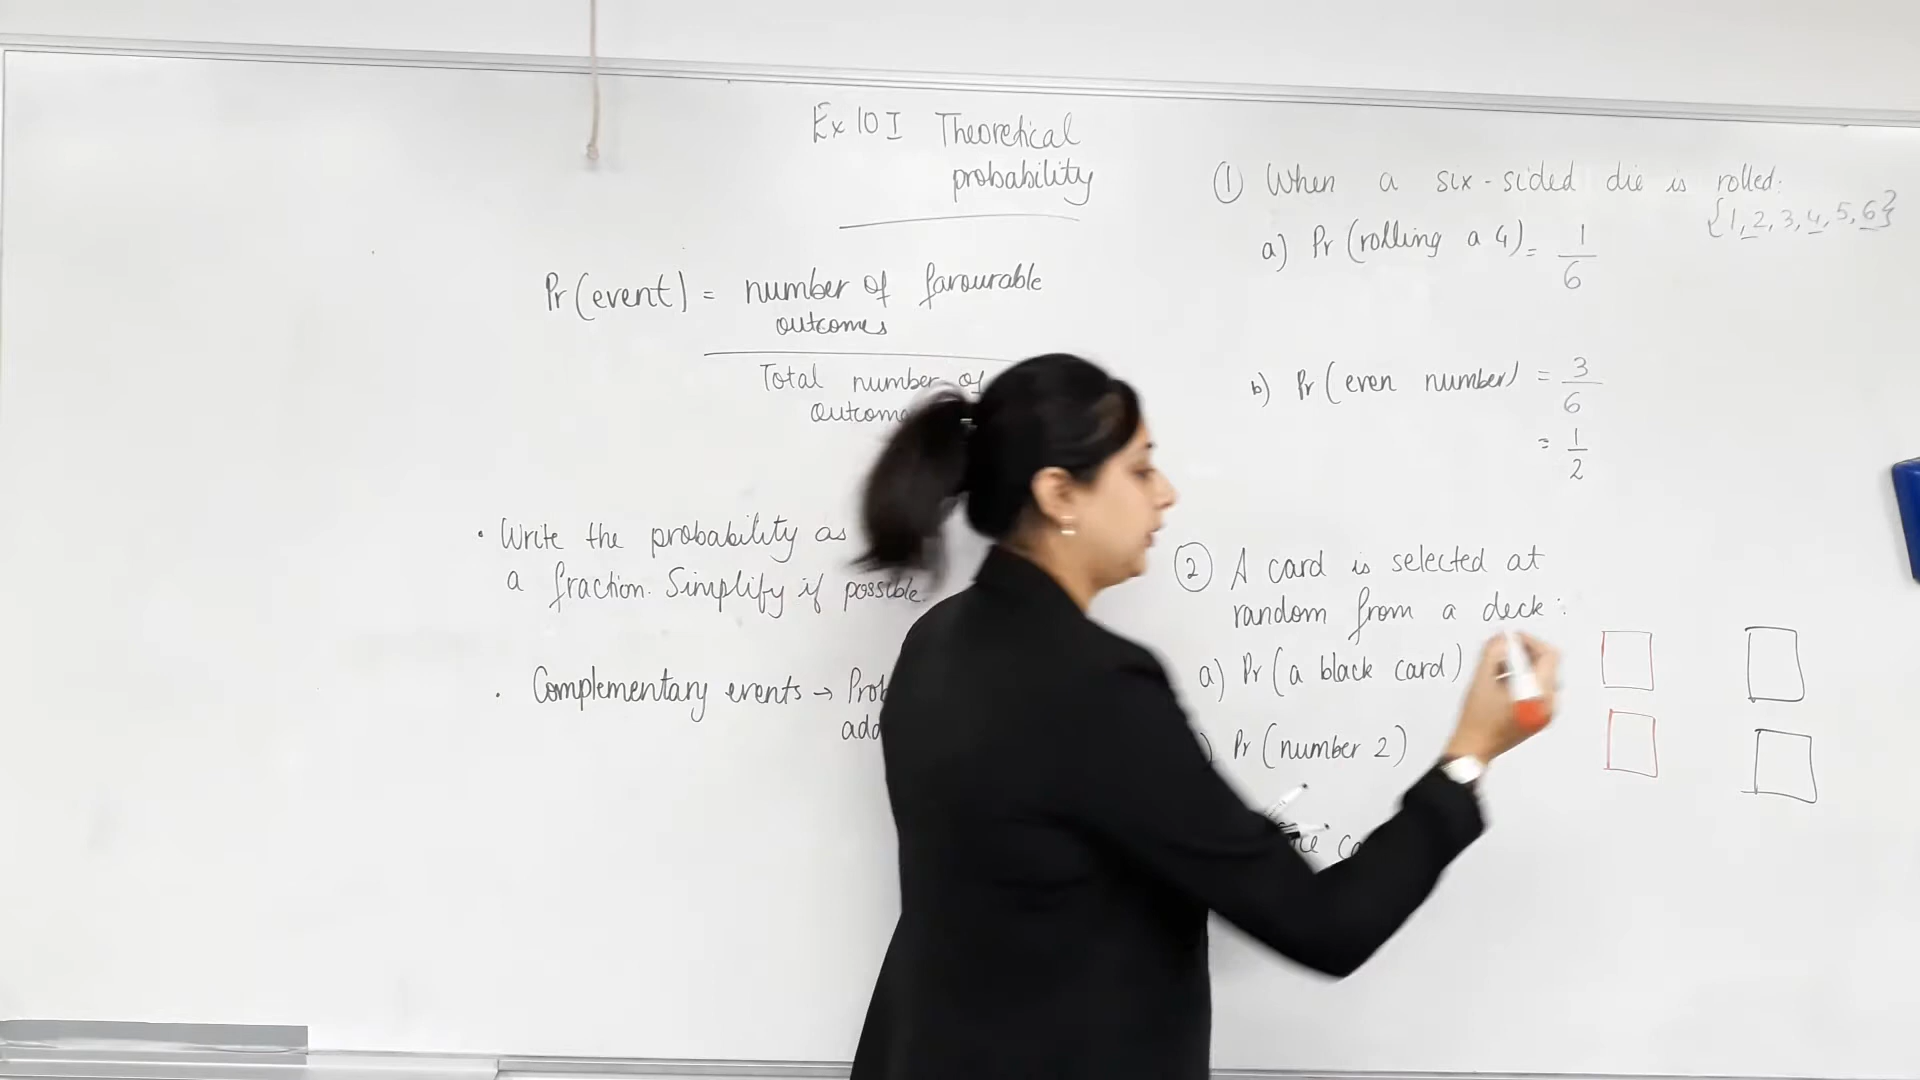 Ex 10 I Theoretical
probability
Pr (event) = number of favourable
outcomes
Total number of
· Write the probability as
a fraction. Simplify if possible.
· Complementary events →
① When a six-sided die is rolled:
{1, 2, 3, 4, 5, 6}
a) Pr (rolling a 4) = 1/6
b) Pr (even number) = 3/6
= 1/2
② A card is selected at
random from a deck:
a) Pr (a black card)
) Pr (number 2)